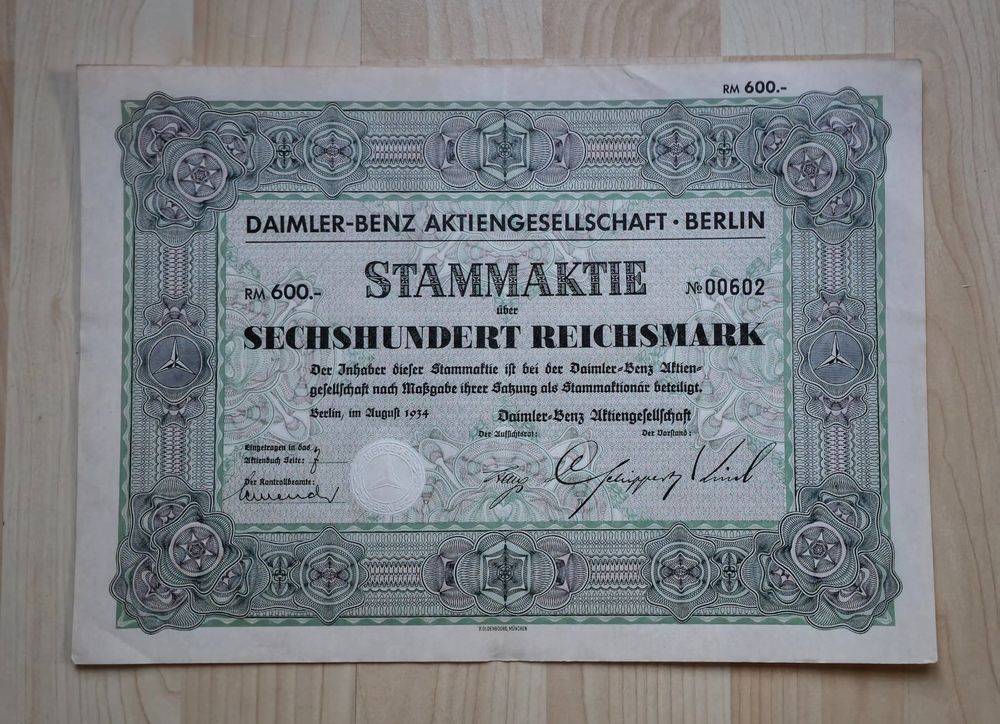 RM 600.-
DAIMLER-BENZ AKTIENGESELLSCHAFT · BERLIN
STAMMAKTIE
RM 600.-
№ 00602
über
SECHSHUNDERT REICHSMARK
Der Inhaber dieser Stammaktie ist bei der Daimler-Benz Aktien-
gesellschaft nach Maßgabe ihrer Satzung als Stammaktionär beteiligt.
Berlin, im August 1934
Daimler-Benz Aktiengesellschaft
Der Aufsichtsrat:
Der Vorstand:
Eingetragen in das
Aktienbuch Seite:
Der Kontrollbeamte:
R.OLDENBOURG, MÜNCHEN